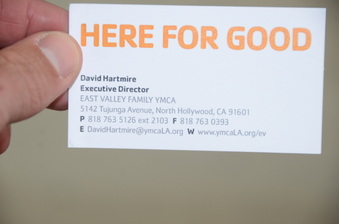 HERE FOR GOOD
David Hartmire
Executive Director
EAST VALLEY FAMILY YMCA
5142 Tujunga Avenue, North Hollywood, CA 91601
P 818 763 5126 ext 2103 F 818 763 0393
E DavidHartmire@ymcaLA.org W www.ymcaLA.org/ev